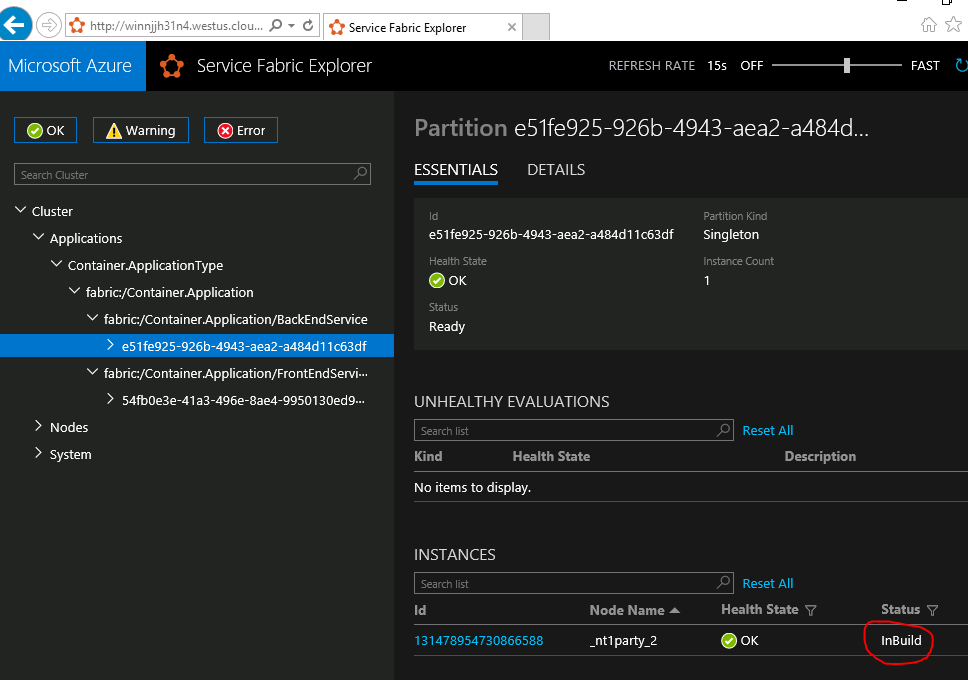 http://winnjjh31n4.westus.clou...
Service Fabric Explorer
Microsoft Azure
Service Fabric Explorer
REFRESH RATE 15s OFF FAST
OK
Warning
Error
Search Cluster
Cluster
Applications
Container.ApplicationType
fabric:/Container.Application
fabric:/Container.Application/BackEndService
e51fe925-926b-4943-aea2-a484d11c63df
fabric:/Container.Application/FrontEndServi...
54fb0e3e-41a3-496e-8ae4-9950130ed9...
Nodes
System
Partition e51fe925-926b-4943-aea2-a484d...
ESSENTIALS DETAILS
Id Partition Kind
e51fe925-926b-4943-aea2-a484d11c63df Singleton
Health State Instance Count
OK 1
Status
Ready
UNHEALTHY EVALUATIONS
Search list Reset All
Kind Health State Description
No items to display.
INSTANCES
Search list Reset All
Id Node Name Health State Status
131478954730866588 _nt1party_2 OK InBuild